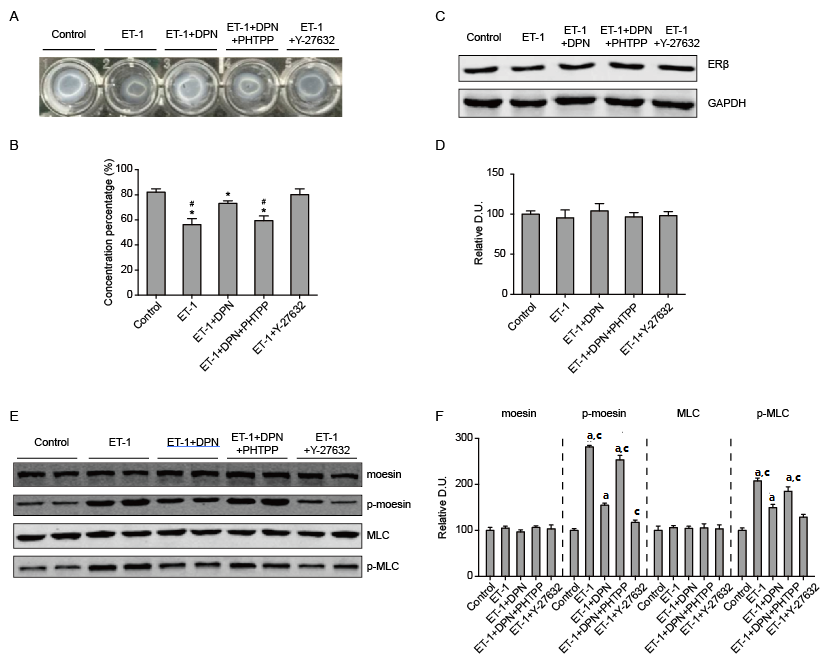 A
Control
ET-1
ET-1+DPN
ET-1+DPN
+PHTPP
ET-1
+Y-27632
B
Concentration percentatge (%)
100
80
60
40
20
0
#
*
*
#
*
Control
ET-1
ET-1+DPN
ET-1+DPN+PHTPP
ET-1+Y-27632
C
Control
ET-1
ET-1
+DPN
ET-1+DPN
+PHTPP
ET-1
+Y-27632
ERβ
GAPDH
D
Relative D.U.
150
100
50
0
Control
ET-1
ET-1+DPN
ET-1+DPN+PHTPP
ET-1+Y-27632
E
Control
ET-1
ET-1+DPN
ET-1+DPN
+PHTPP
ET-1
+Y-27632
moesin
p-moesin
MLC
p-MLC
F
moesin
p-moesin
MLC
p-MLC
Relative D.U.
300
200
100
0
a,c
a
a,c
c
a,c
a
a,c
Control
ET-1
ET-1+DPN
ET-1+DPN+PHTPP
ET-1+Y-27632
Control
ET-1
ET-1+DPN
ET-1+DPN+PHTPP
ET-1+Y-27632
Control
ET-1
ET-1+DPN
ET-1+DPN+PHTPP
ET-1+Y-27632
Control
ET-1
ET-1+DPN
ET-1+DPN+PHTPP
ET-1+Y-27632